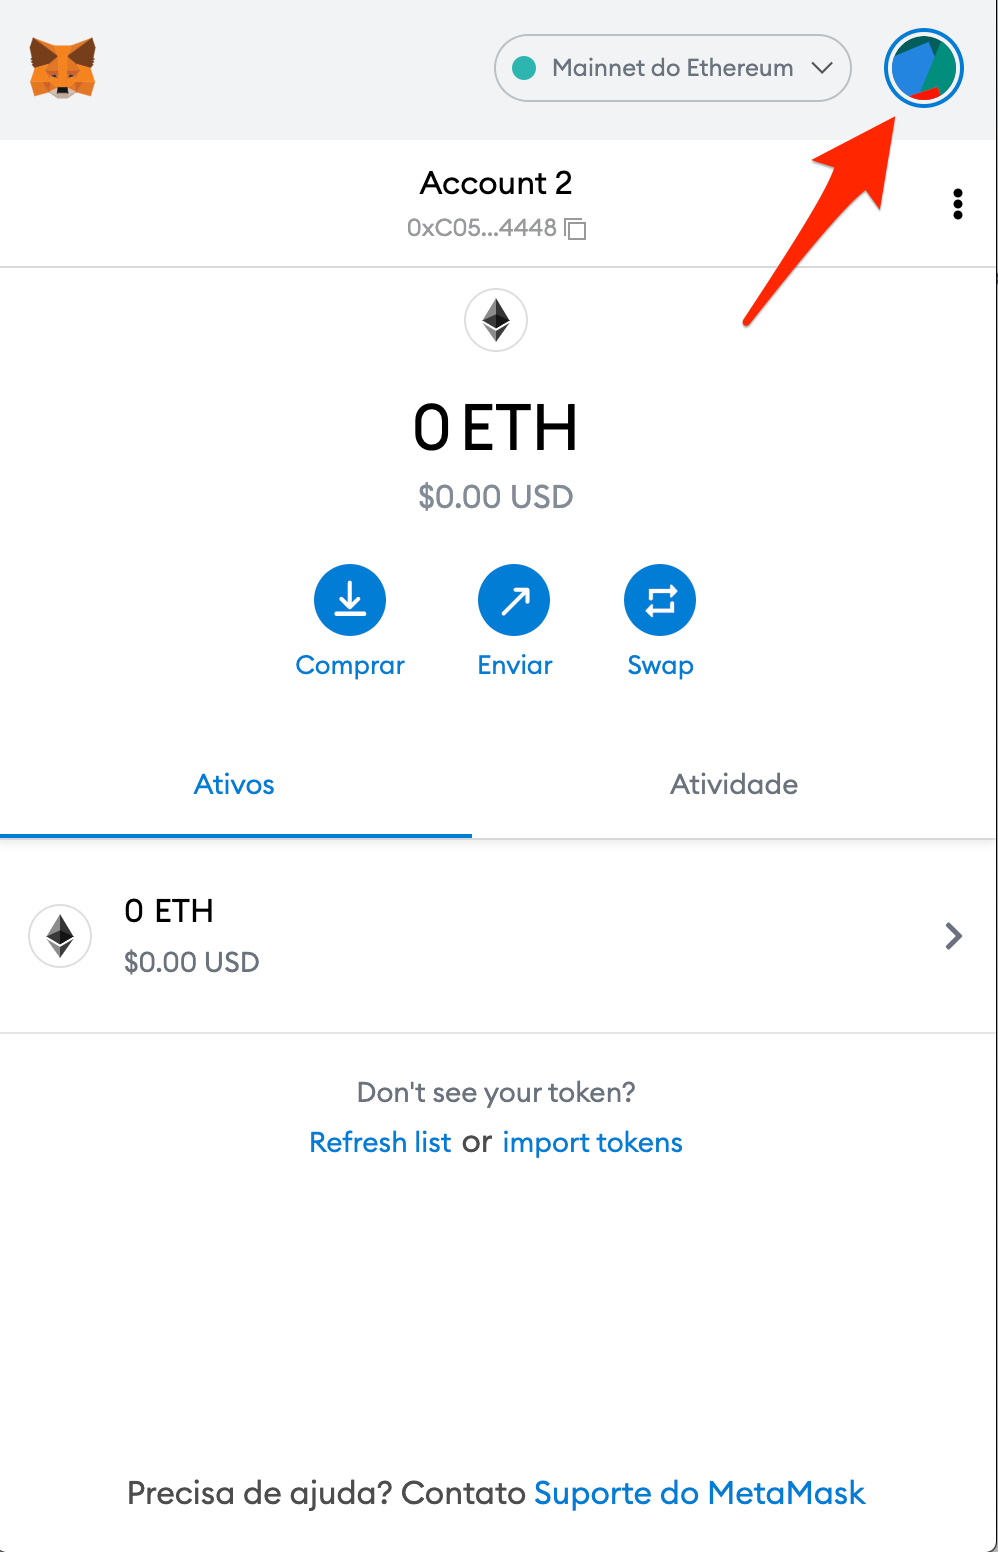 Mainnet do Ethereum
Account 2
0xC05...4448
0 ETH
$0.00 USD
Comprar
Enviar
Swap
Ativos
Atividade
0 ETH
$0.00 USD
Don't see your token?
Refresh list or import tokens
Precisa de ajuda? Contato Suporte do MetaMask